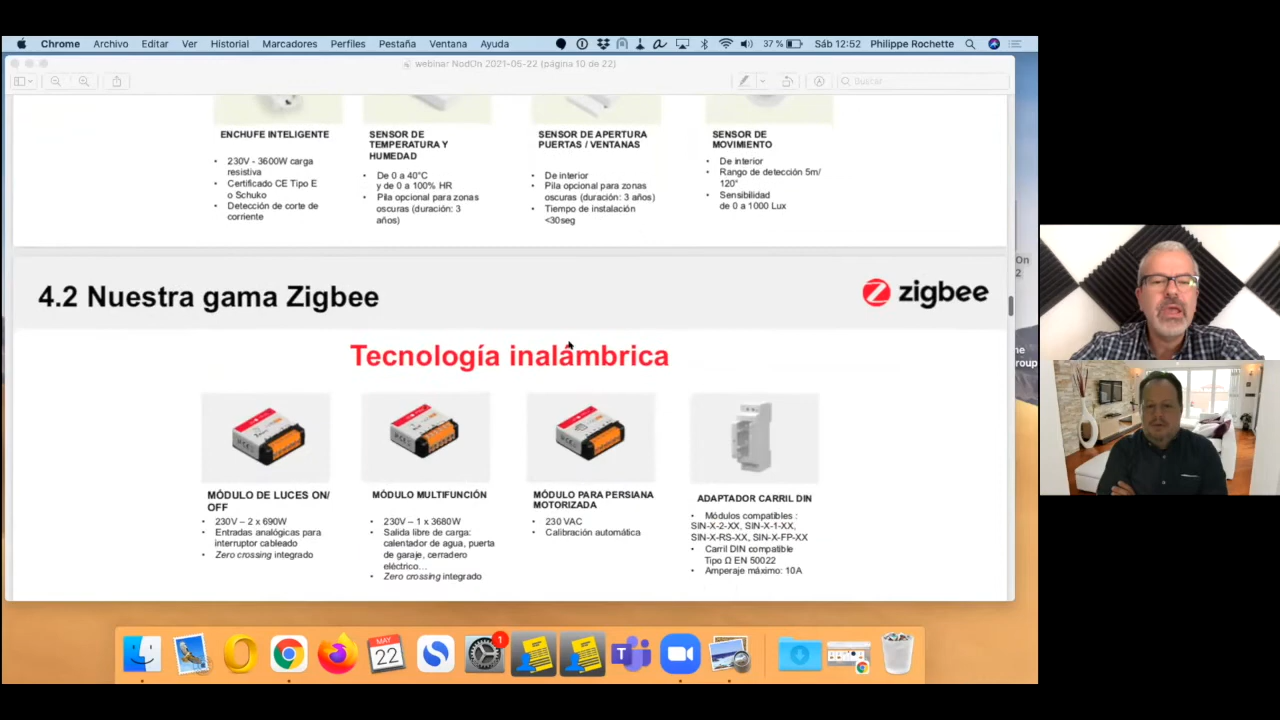 Chrome Archivo Editar Ver Historial Marcadores Perfiles Pestaña Ventana Ayuda 37 % Sáb 12:52 Philippe Rochette
webinar NodOn 2021-05-22 (página 10 de 22)
Buscar
ENCHUFE INTELIGENTE
• 230V - 3600W carga
resistiva
• Certificado CE Tipo E
o Schuko
• Detección de corte de
corriente
SENSOR DE
TEMPERATURA Y
HUMEDAD
• De 0 a 40°C
y de 0 a 100% HR
• Pila opcional para zonas
oscuras (duración: 3
años)
SENSOR DE APERTURA
PUERTAS / VENTANAS
• De interior
• Pila opcional para zonas
oscuras (duración: 3 años)
• Tiempo de instalación
<30seg
SENSOR DE
MOVIMIENTO
• De interior
• Rango de detección 5m/
120°
• Sensibilidad
de 0 a 1000 Lux
4.2 Nuestra gama Zigbee
zigbee
Tecnología inalámbrica
MÓDULO DE LUCES ON/
OFF
• 230V – 2 x 690W
• Entradas analógicas para
interruptor cableado
• Zero crossing integrado
MÓDULO MULTIFUNCIÓN
• 230V – 1 x 3680W
• Salida libre de carga:
calentador de agua, puerta
de garaje, cerradero
eléctrico…
• Zero crossing integrado
MÓDULO PARA PERSIANA
MOTORIZADA
• 230 VAC
• Calibración automática
ADAPTADOR CARRIL DIN
• Módulos compatibles :
SIN-X-2-XX, SIN-X-1-XX,
SIN-X-RS-XX, SIN-X-FP-XX
• Carril DIN compatible
Tipo Ω EN 50022
• Amperaje máximo: 10A
On
2
me
roup
MAY
22
1